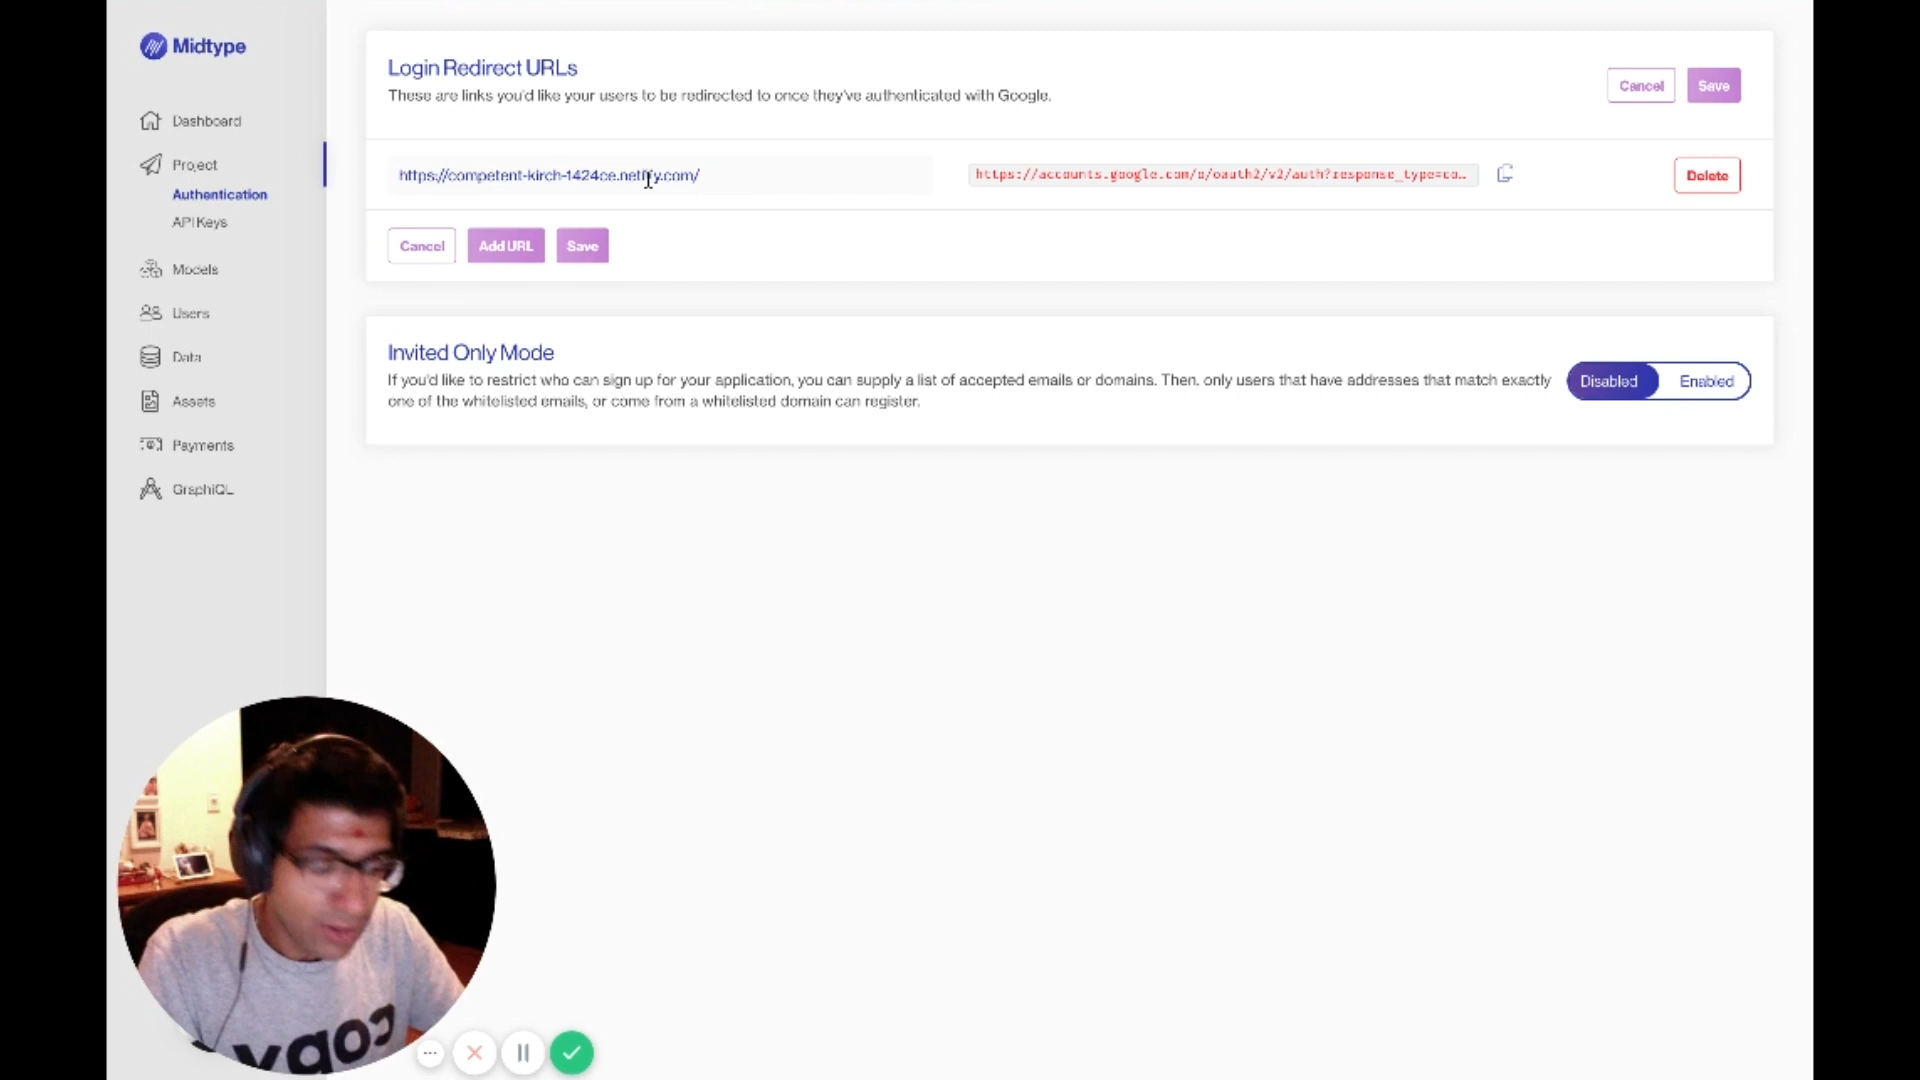 Midtype
Dashboard
Project
Authentication
API Keys
Models
Users
Data
Assets
Payments
GraphiQL
Login Redirect URLs
These are links you'd like your users to be redirected to once they've authenticated with Google.
Cancel
Save
https://competent-kirch-1424ce.netlify.com/
https://accounts.google.com/o/oauth2/v2/auth?response_type=co…
Delete
Cancel
Add URL
Save
Invited Only Mode
If you'd like to restrict who can sign up for your application, you can supply a list of accepted emails or domains. Then, only users that have addresses that match exactly
one of the whitelisted emails, or come from a whitelisted domain can register.
Disabled
Enabled